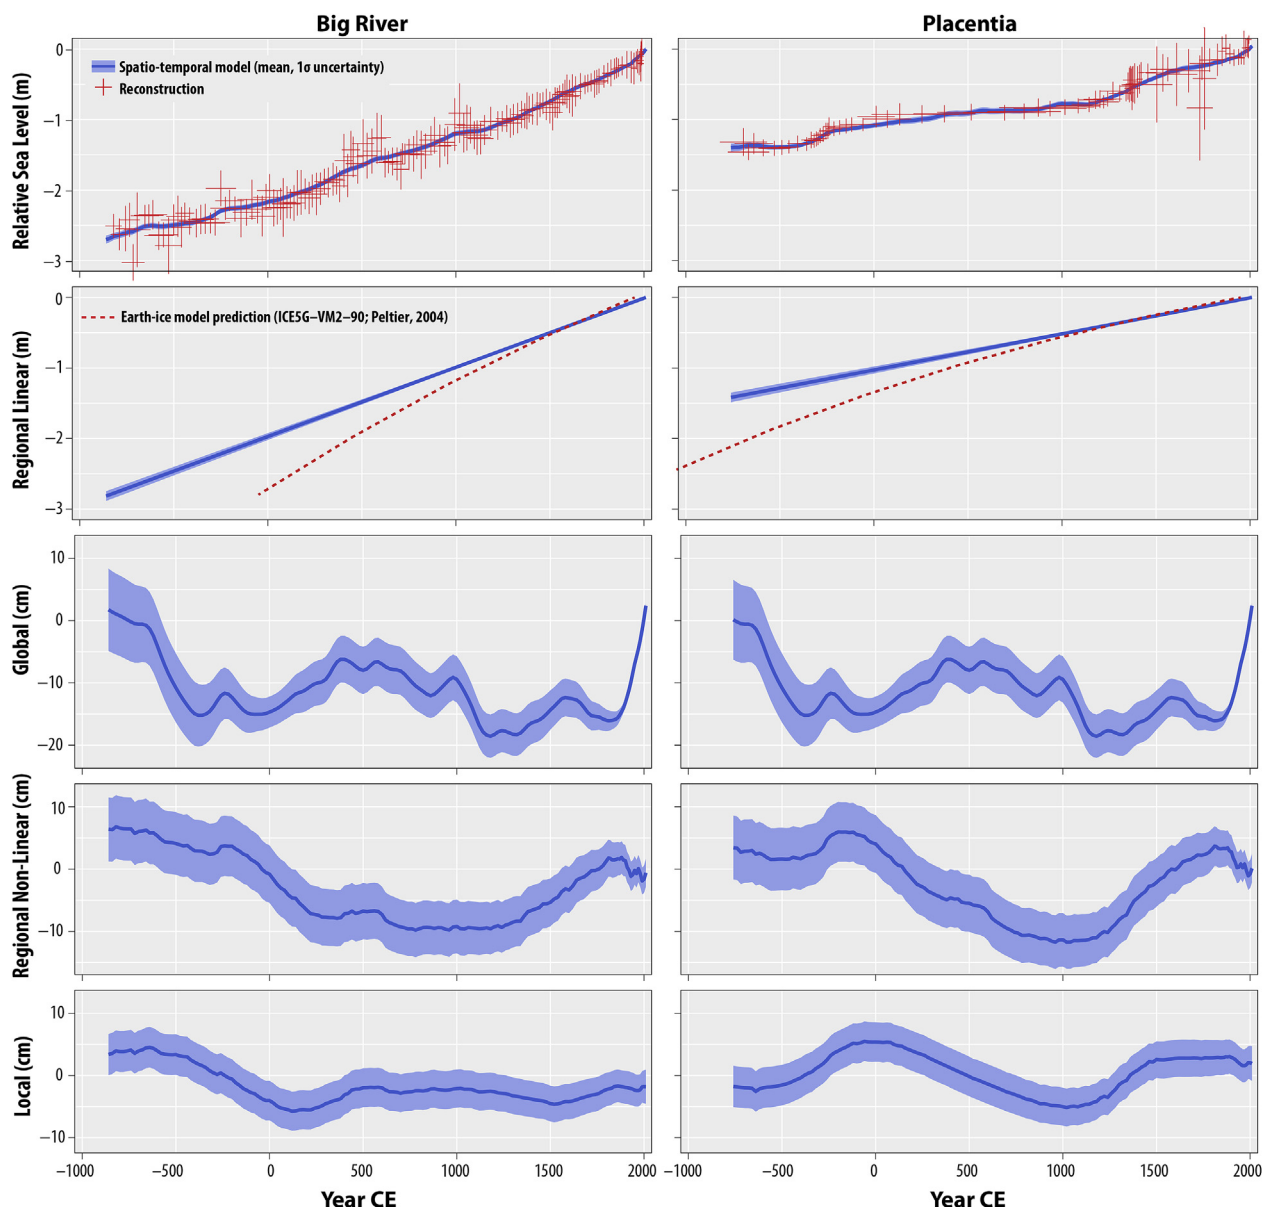 Big River
Placentia
Relative Sea Level (m)
0
−1
−2
−3
Spatio-temporal model (mean, 1σ uncertainty)
Reconstruction
−1000
Regional Linear (m)
0
−1
−2
−3
Earth-ice model prediction (ICE5G−VM2−90; Peltier, 2004)
Global (cm)
10
0
−10
−20
Regional Non-Linear (cm)
10
0
−10
Local (cm)
10
0
−10
−1000
−500
0
500
1000
1500
2000
−1000
−500
0
500
1000
1500
2000
Year CE
Year CE